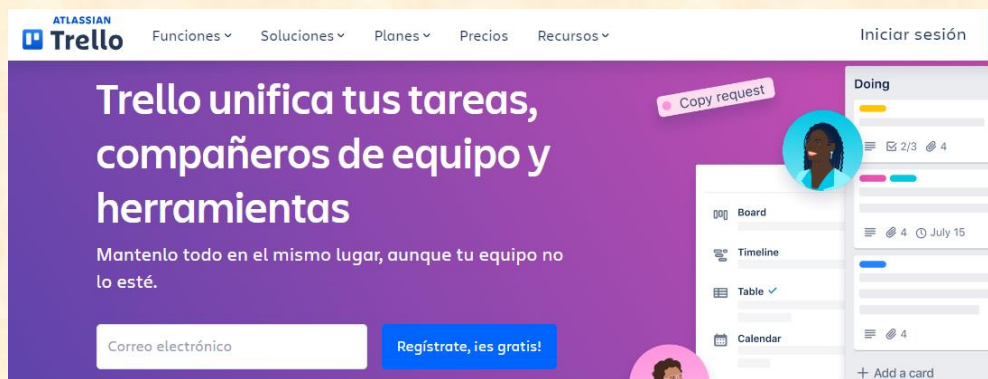 ATLASSIAN
Trello
Funciones
Soluciones
Planes
Precios
Recursos
Iniciar sesión
Trello unifica tus tareas,
compañeros de equipo y
herramientas
Mantenlo todo en el mismo lugar, aunque tu equipo no
lo esté.
Correo electrónico
Regístrate, ¡es gratis!
Copy request
Board
Timeline
Table
Calendar
Doing
2/3 4
4 July 15
4
+ Add a card